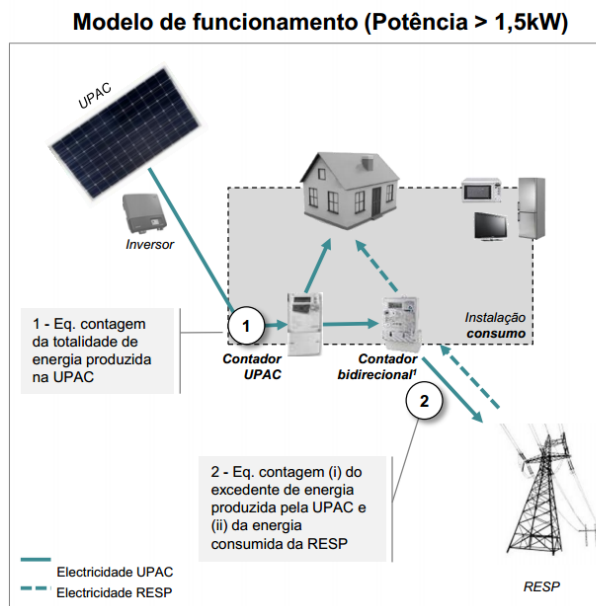 Modelo de funcionamento (Potência > 1,5kW)
UPAC
Inversor
1 - Eq. contagem
da totalidade de
energia produzida
na UPAC
1
Contador
UPAC
Contador
bidirecional¹
Instalação
consumo
2
2 - Eq. contagem (i) do
excedente de energia
produzida pela UPAC e
(ii) da energia
consumida da RESP
Electricidade UPAC
Electricidade RESP
RESP